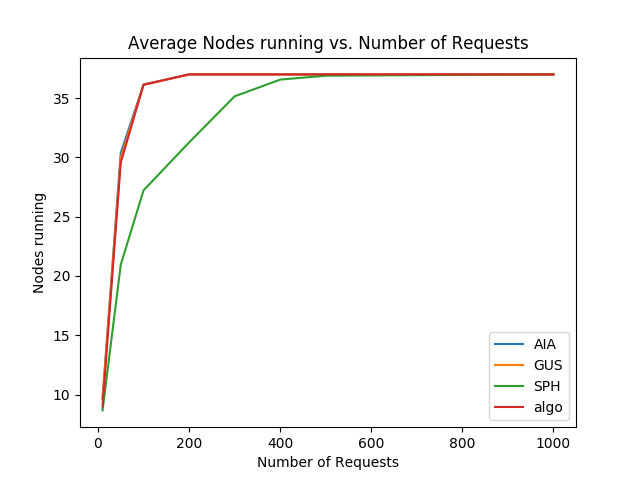 Average Nodes running vs. Number of Requests
Nodes running
35
30
25
20
15
10
0 200 400 600 800 1000
Number of Requests
AIA
GUS
SPH
algo